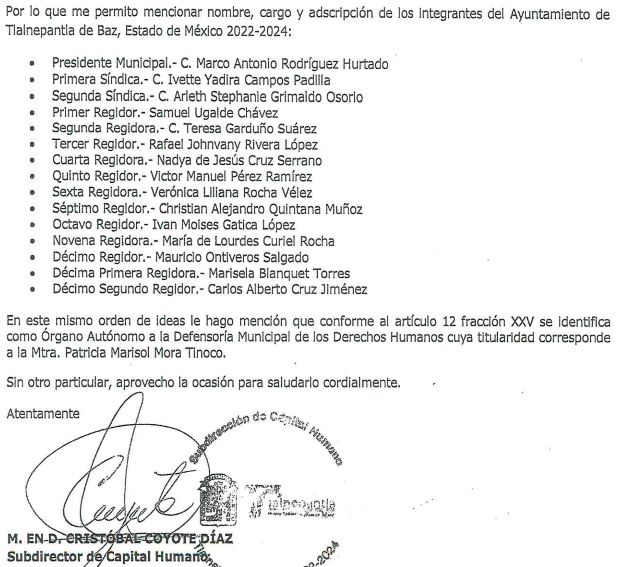 Por lo que me permito mencionar nombre, cargo y adscripción de los Integrantes del Ayuntamiento de
Tlalnepantla de Baz, Estado de México 2022-2024:
• Presidente Municipal.- C. Marco Antonio Rodríguez Hurtado
• Primera Síndica.- C. Ivette Yadira Campos Padilla
• Segunda Síndica.- C. Arleth Stephanie Grimaldo Osorio
• Primer Regidor.- Samuel Ugalde Chávez
• Segunda Regidora.- C. Teresa Garduño Suárez
• Tercer Regidor.- Rafael Johnvany Rivera López
• Cuarta Regidora.- Nadya de Jesús Cruz Serrano
• Quinto Regidor.- Victor Manuel Pérez Ramírez
• Sexta Regidora.- Verónica Liliana Rocha Vélez
• Séptimo Regidor.- Christian Alejandro Quintana Muñoz
• Octavo Regidor.- Ivan Moises Gatica López
• Novena Regidora.- María de Lourdes Curiel Rocha
• Décimo Regidor.- Mauricio Ontiveros Salgado
• Décima Primera Regidora.- Marisela Blanquet Torres
• Décimo Segundo Regidor.- Carlos Alberto Cruz Jiménez
En este mismo orden de ideas le hago mención que conforme al artículo 12 fracción XXV se identifica
como Órgano Autónomo a la Defensoría Municipal de los Derechos Humanos cuya titularidad corresponde
a la Mtra. Patricia Marisol Mora Tinoco.
Sin otro particular, aprovecho la ocasión para saludarlo cordialmente.
Atentamente
Subdirección de Capital Humano
Tlalnepantla
M. EN D. CRISTÓBAL COYOTE DÍAZ
Subdirector de Capital Humano